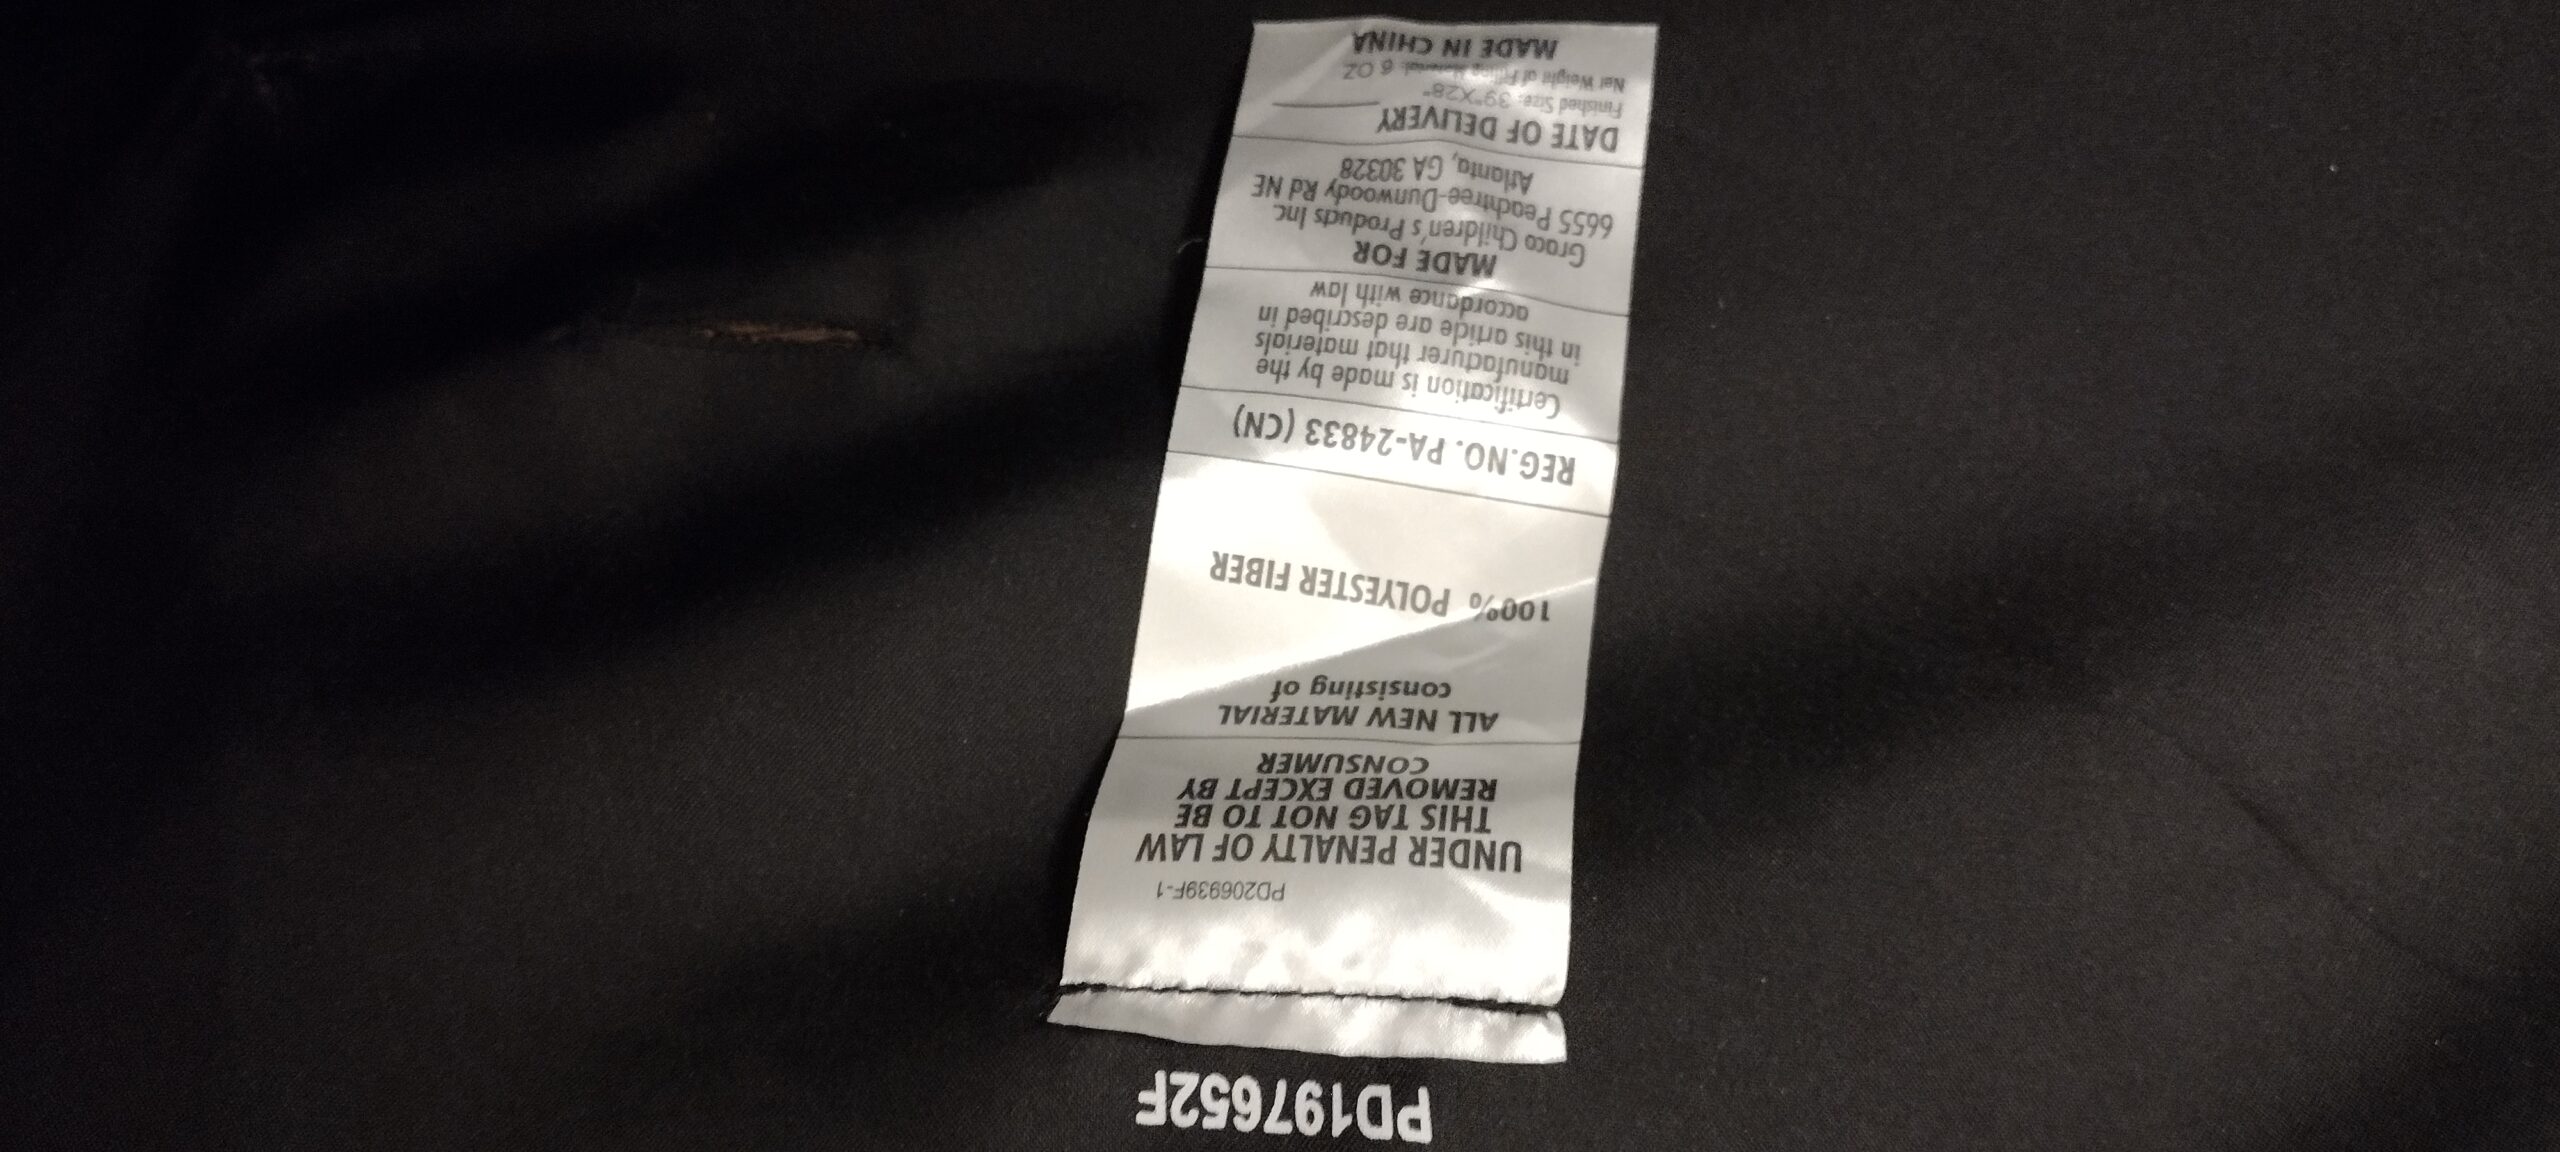 PD197652F
PD206939F-1
UNDER PENALTY OF LAW
THIS TAG NOT TO BE
REMOVED EXCEPT BY
CONSUMER
ALL NEW MATERIAL
consisting of
100% POLYESTER FIBER
REG.NO. PA-24833 (CN)
Certification is made by the
manufacturer that materials
in this article are described in
accordance with law
MADE FOR
Graco Children's Products Inc.
6655 Peachtree-Dunwoody Rd NE
Atlanta, GA 30328
DATE OF DELIVERY
Finished Size: 39"X28"
Net Weight of Filling Material: 6 OZ
MADE IN CHINA